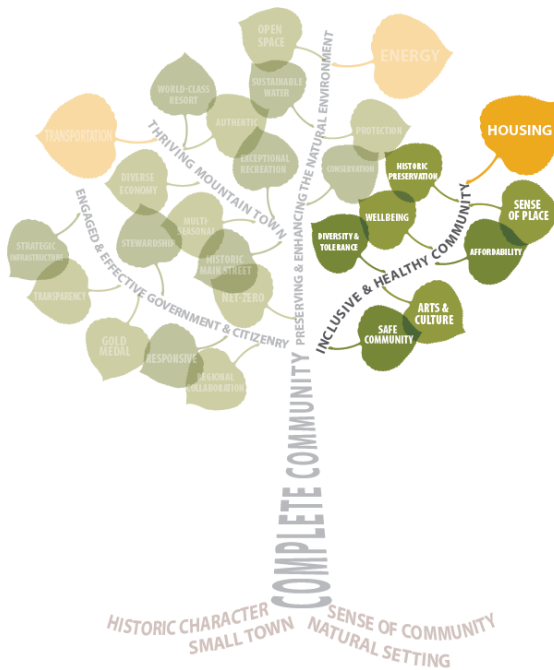 OPEN
SPACE
ENERGY
WORLD-CLASS
RESORT
SUSTAINABLE
WATER
TRANSPORTATION
AUTHENTIC
PROTECTION
HOUSING
THRIVING MOUNTAIN TOWN
PRESERVING & ENHANCING THE NATURAL ENVIRONMENT
EXCEPTIONAL
RECREATION
CONSERVATION
HISTORIC
PRESERVATION
DIVERSE
ECONOMY
SENSE
OF PLACE
MULTI
SEASONAL
WELLBEING
STRATEGIC
INFRASTRUCTURE
STEWARDSHIP
HISTORIC
MAIN STREET
DIVERSITY &
TOLERANCE
AFFORDABILITY
INCLUSIVE & HEALTHY COMMUNITY
ENGAGED & EFFECTIVE GOVERNMENT & CITIZENRY
TRANSPARENCY
NET-ZERO
ARTS &
CULTURE
GOLD
MEDAL
RESPONSIVE
SAFE
COMMUNITY
REGIONAL
COLLABORATION
COMPLETE COMMUNITY
HISTORIC CHARACTER
SMALL TOWN
SENSE OF COMMUNITY
NATURAL SETTING